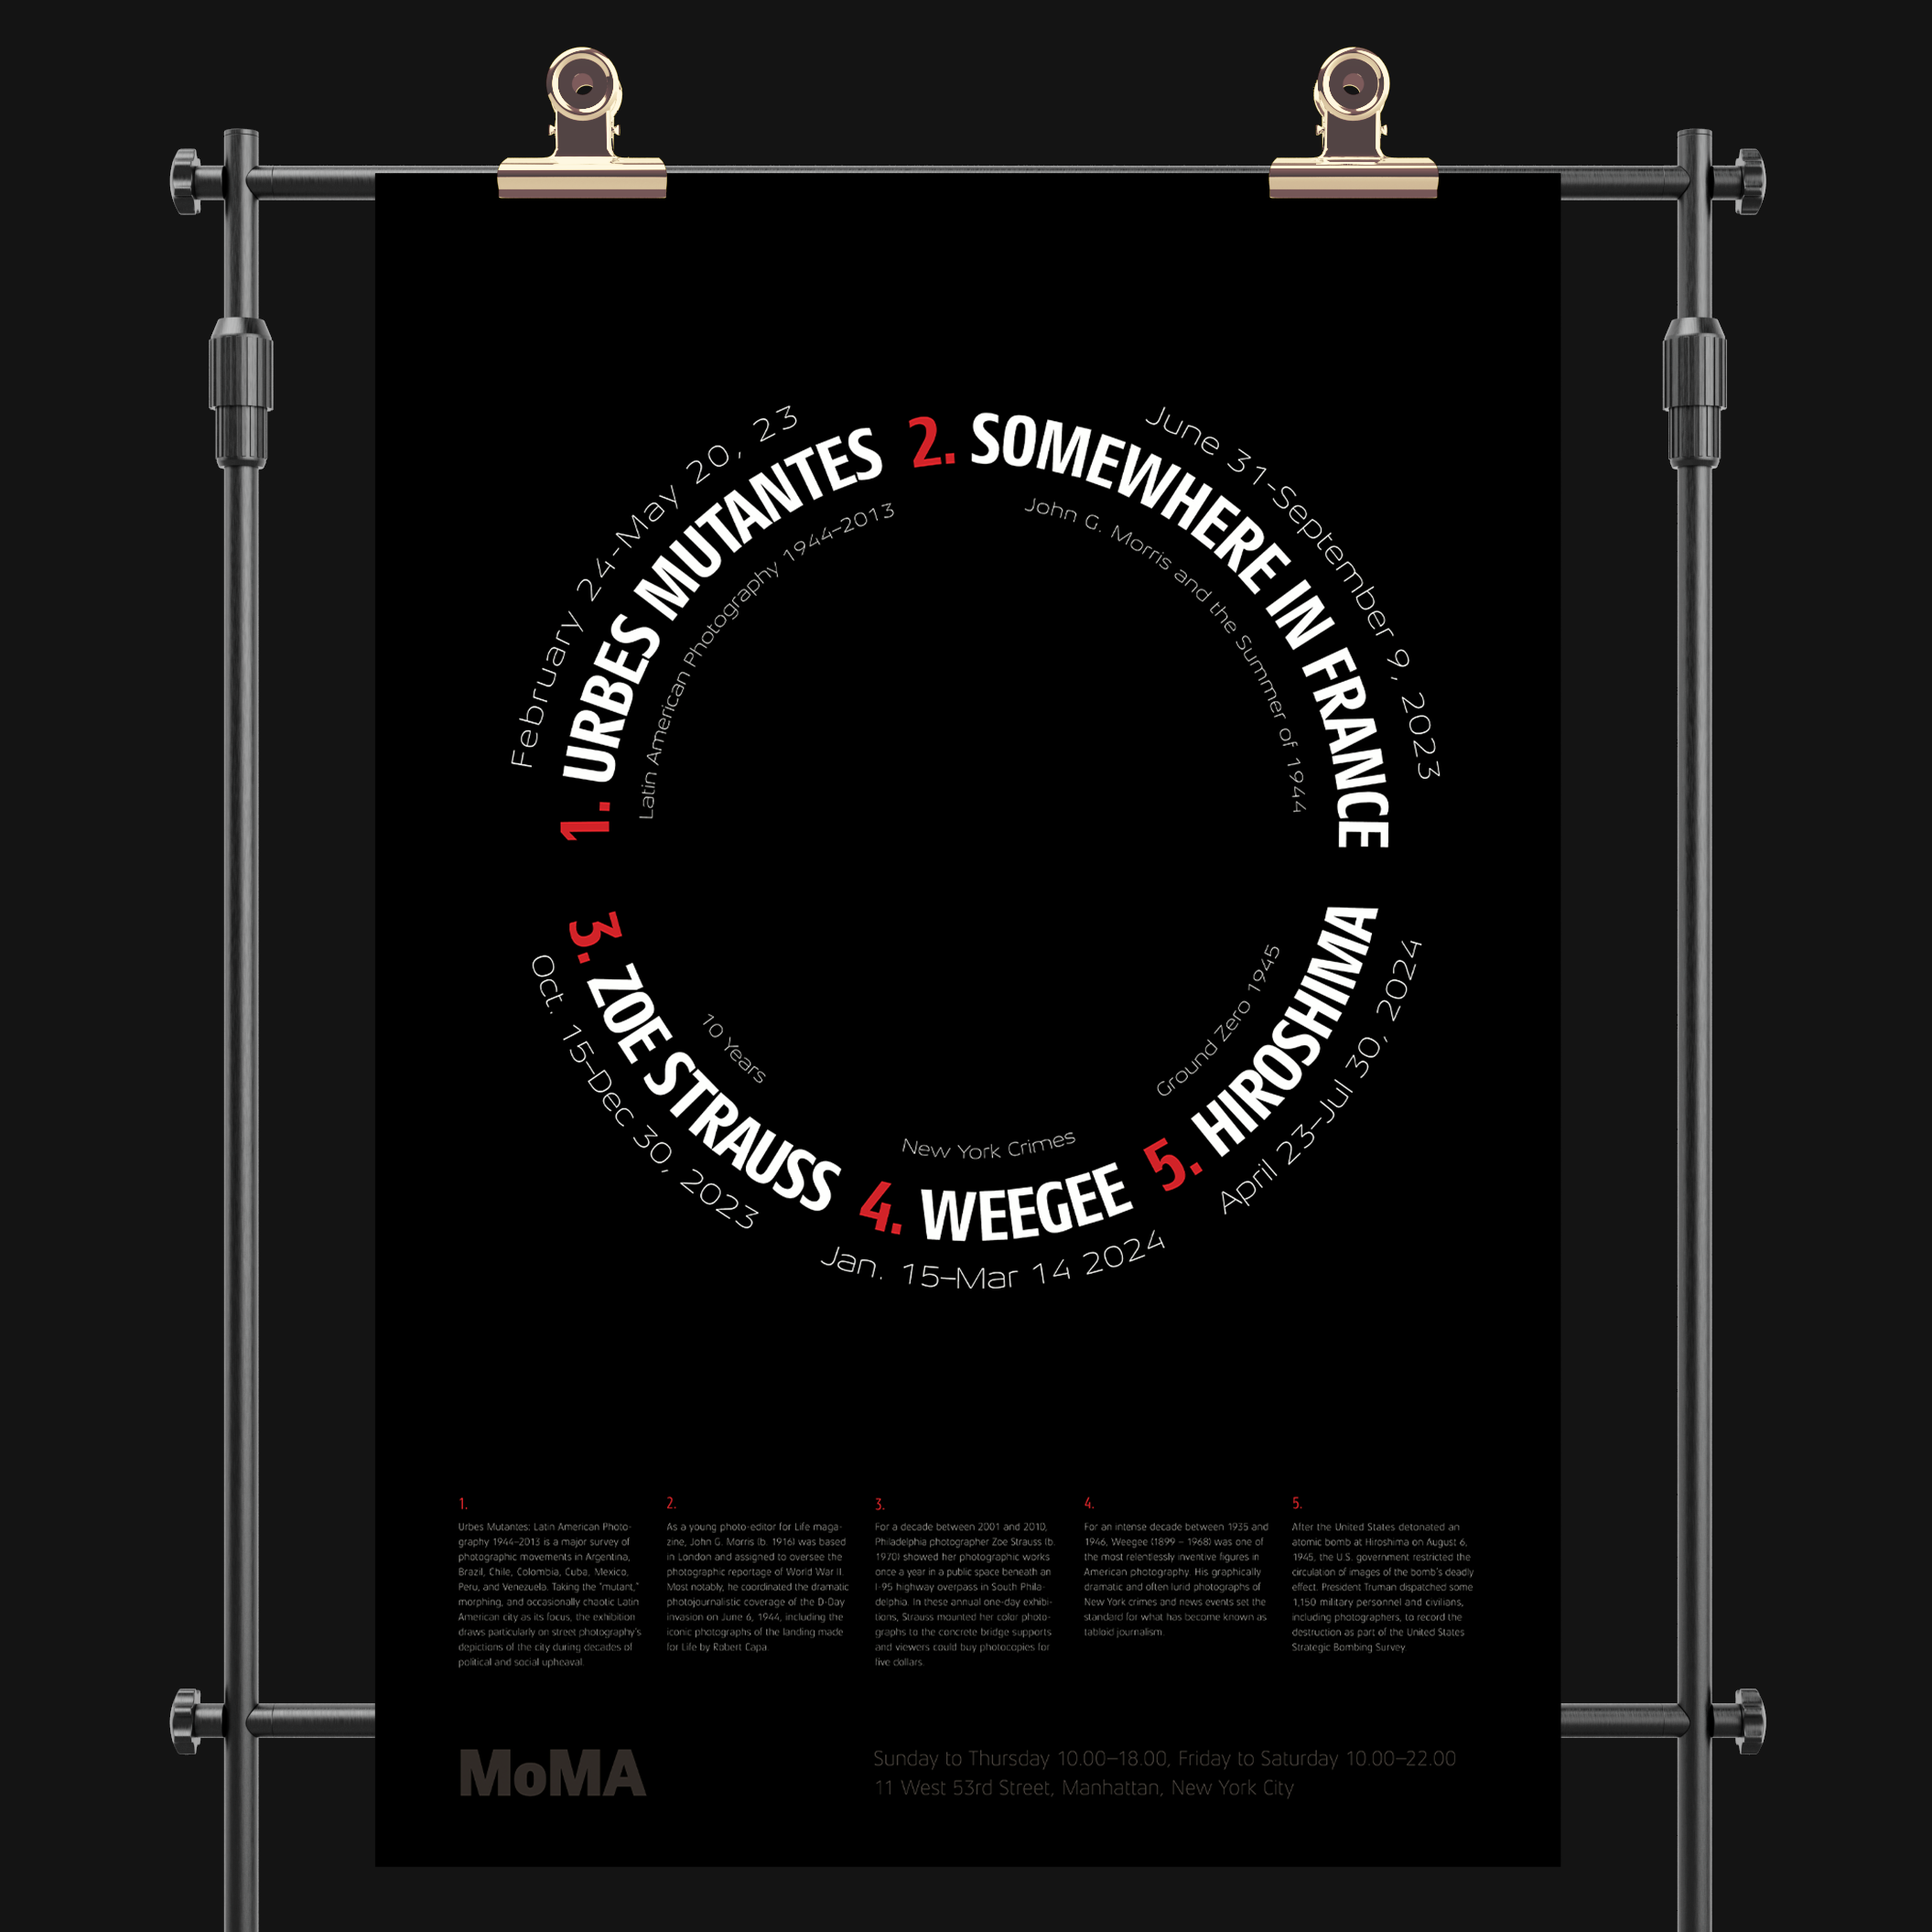 February 24-May 20, 23
1. URBES MUTANTES
Latin American Photography 1944-2013
June 31-September 9, 2023
2. SOMEWHERE IN FRANCE
John G. Morris and the Summer of 1944
3. ZOE STRAUSS
10 Years
Oct. 15-Dec 30, 2023
4. WEEGEE
New York Crimes
Jan. 15-Mar 14 2024
5. HIROSHIMA
Ground Zero 1945
April 23-Jul 30, 2024
1.
Urbes Mutantes: Latin American Photo-
graphy 1944–2013 is a major survey of
photographic movements in Argentina,
Brazil, Chile, Colombia, Cuba, Mexico,
Peru, and Venezuela. Taking the "mutant,"
morphing, and occasionally chaotic Latin
American city as its focus, the exhibition
draws particularly on street photography's
depictions of the city during decades of
political and social upheaval.
2.
As a young photo-editor for Life maga-
zine, John G. Morris (b. 1916) was based
in London and assigned to oversee the
photographic reportage of World War II.
Most notably, he coordinated the dramatic
photojournalistic coverage of the D-Day
invasion on June 6, 1944, including the
iconic photographs of the landing made
for Life by Robert Capa.
3.
For a decade between 2001 and 2010,
Philadelphia photographer Zoe Strauss (b.
1970) showed her photographic works
once a year in a public space beneath an
I-95 highway overpass in South Phila-
delphia. In these annual one-day exhibi-
tions, Strauss mounted her color photo-
graphs to the concrete bridge supports
and viewers could buy photocopies for
five dollars.
4.
For an intense decade between 1935 and
1946, Weegee (1899 – 1968) was one of
the most relentlessly inventive figures in
American photography. His graphically
dramatic and often lurid photographs of
New York crimes and news events set the
standard for what has become known as
tabloid journalism.
5.
After the United States detonated an
atomic bomb at Hiroshima on August 6,
1945, the U.S. government restricted the
circulation of images of the bomb's deadly
effect. President Truman dispatched some
1,150 military personnel and civilians,
including photographers, to record the
destruction as part of the United States
Strategic Bombing Survey.
MoMA
Sunday to Thursday 10.00–18.00, Friday to Saturday 10.00–22.00
11 West 53rd Street, Manhattan, New York City